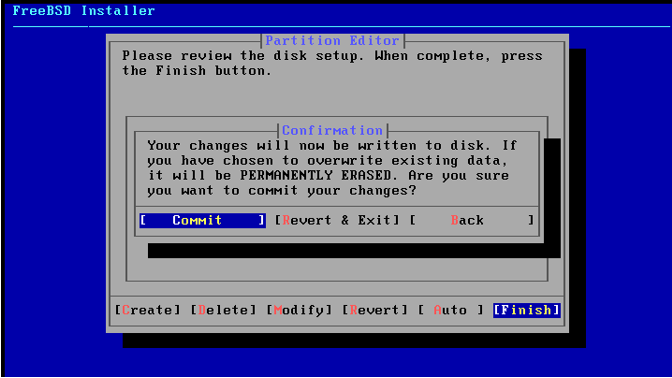 FreeBSD Installer
Partition Editor
Please review the disk setup. When complete, press
the Finish button.
Confirmation
Your changes will now be written to disk. If
you have chosen to overwrite existing data,
it will be PERMANENTLY ERASED. Are you sure
you want to commit your changes?
[ Commit ] [Revert & Exit] [ Back ]
[Create] [Delete] [Modify] [Revert] [ Auto ] [Finish]